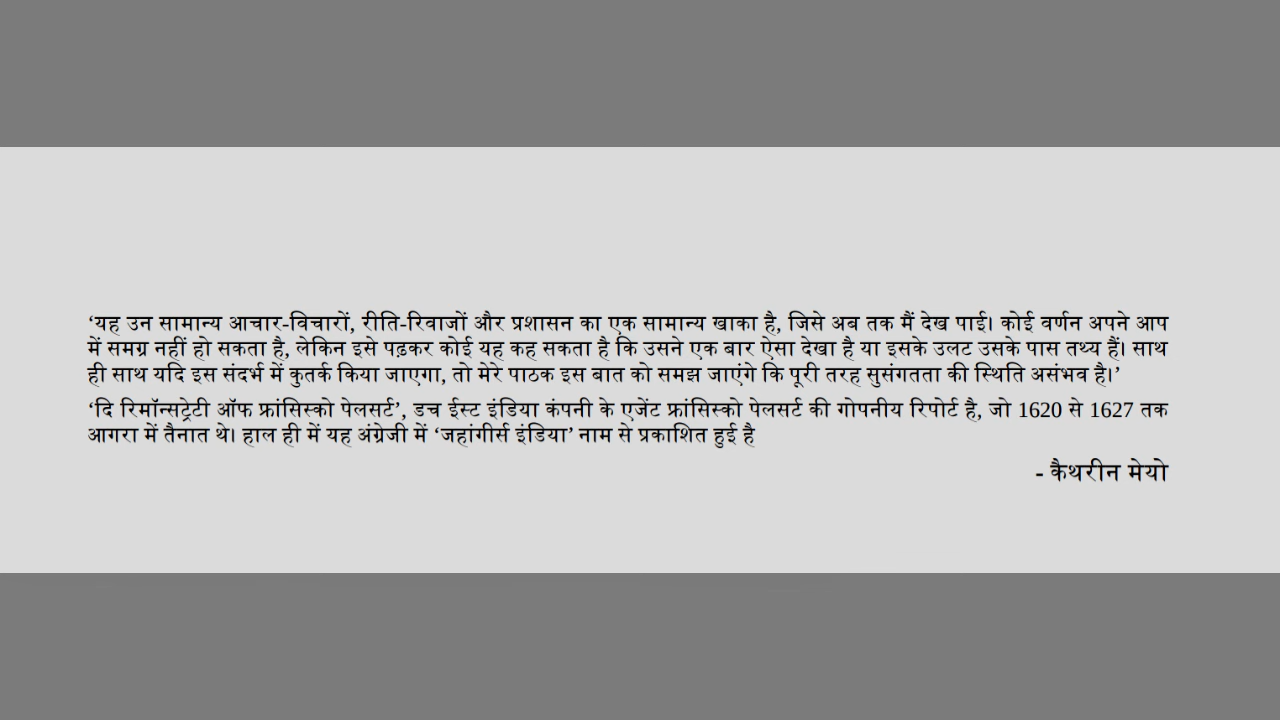 ‘यह उन सामान्य आचार-विचारों, रीति-रिवाजों और प्रशासन का एक सामान्य खाका है, जिसे अब तक मैं देख पाई। कोई वर्णन अपने आप
में समग्र नहीं हो सकता है, लेकिन इसे पढ़कर कोई यह कह सकता है कि उसने एक बार ऐसा देखा है या इसके उलट उसके पास तथ्य हैं। साथ
ही साथ यदि इस संदर्भ में कुतर्क किया जाएगा, तो मेरे पाठक इस बात को समझ जाएंगे कि पूरी तरह सुसंगतता की स्थिति असंभव है।’
‘दि रिमॉन्सट्रेटी ऑफ फ्रांसिस्को पेलसर्ट’, डच ईस्ट इंडिया कंपनी के एजेंट फ्रांसिस्को पेलसर्ट की गोपनीय रिपोर्ट है, जो 1620 से 1627 तक
आगरा में तैनात थे। हाल ही में यह अंग्रेजी में ‘जहांगीर्स इंडिया’ नाम से प्रकाशित हुई है
- कैथरीन मेयो